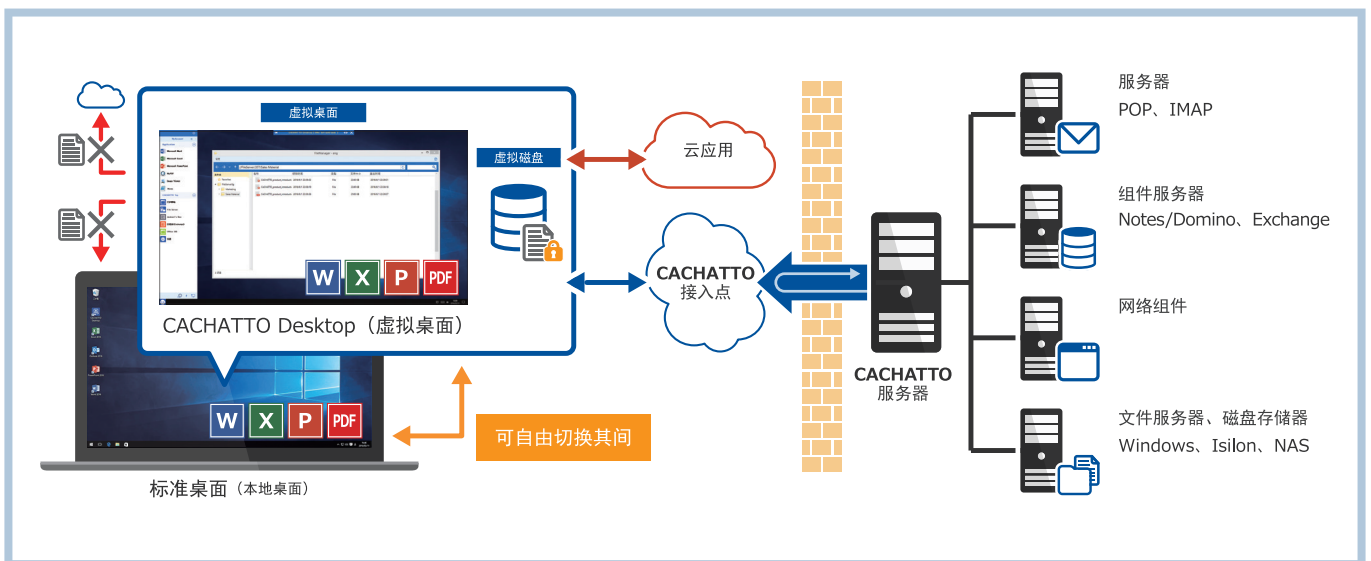 虚拟桌面
虚拟磁盘
W X P PDF
CACHATTO Desktop（虚拟桌面）
W X P PDF
标准桌面（本地桌面）
可自由切换其间
云应用
CACHATTO
接入点
CACHATTO
服务器
服务器
POP、IMAP
组件服务器
Notes/Domino、Exchange
网络组件
文件服务器、磁盘存储器
Windows、Isilon、NAS